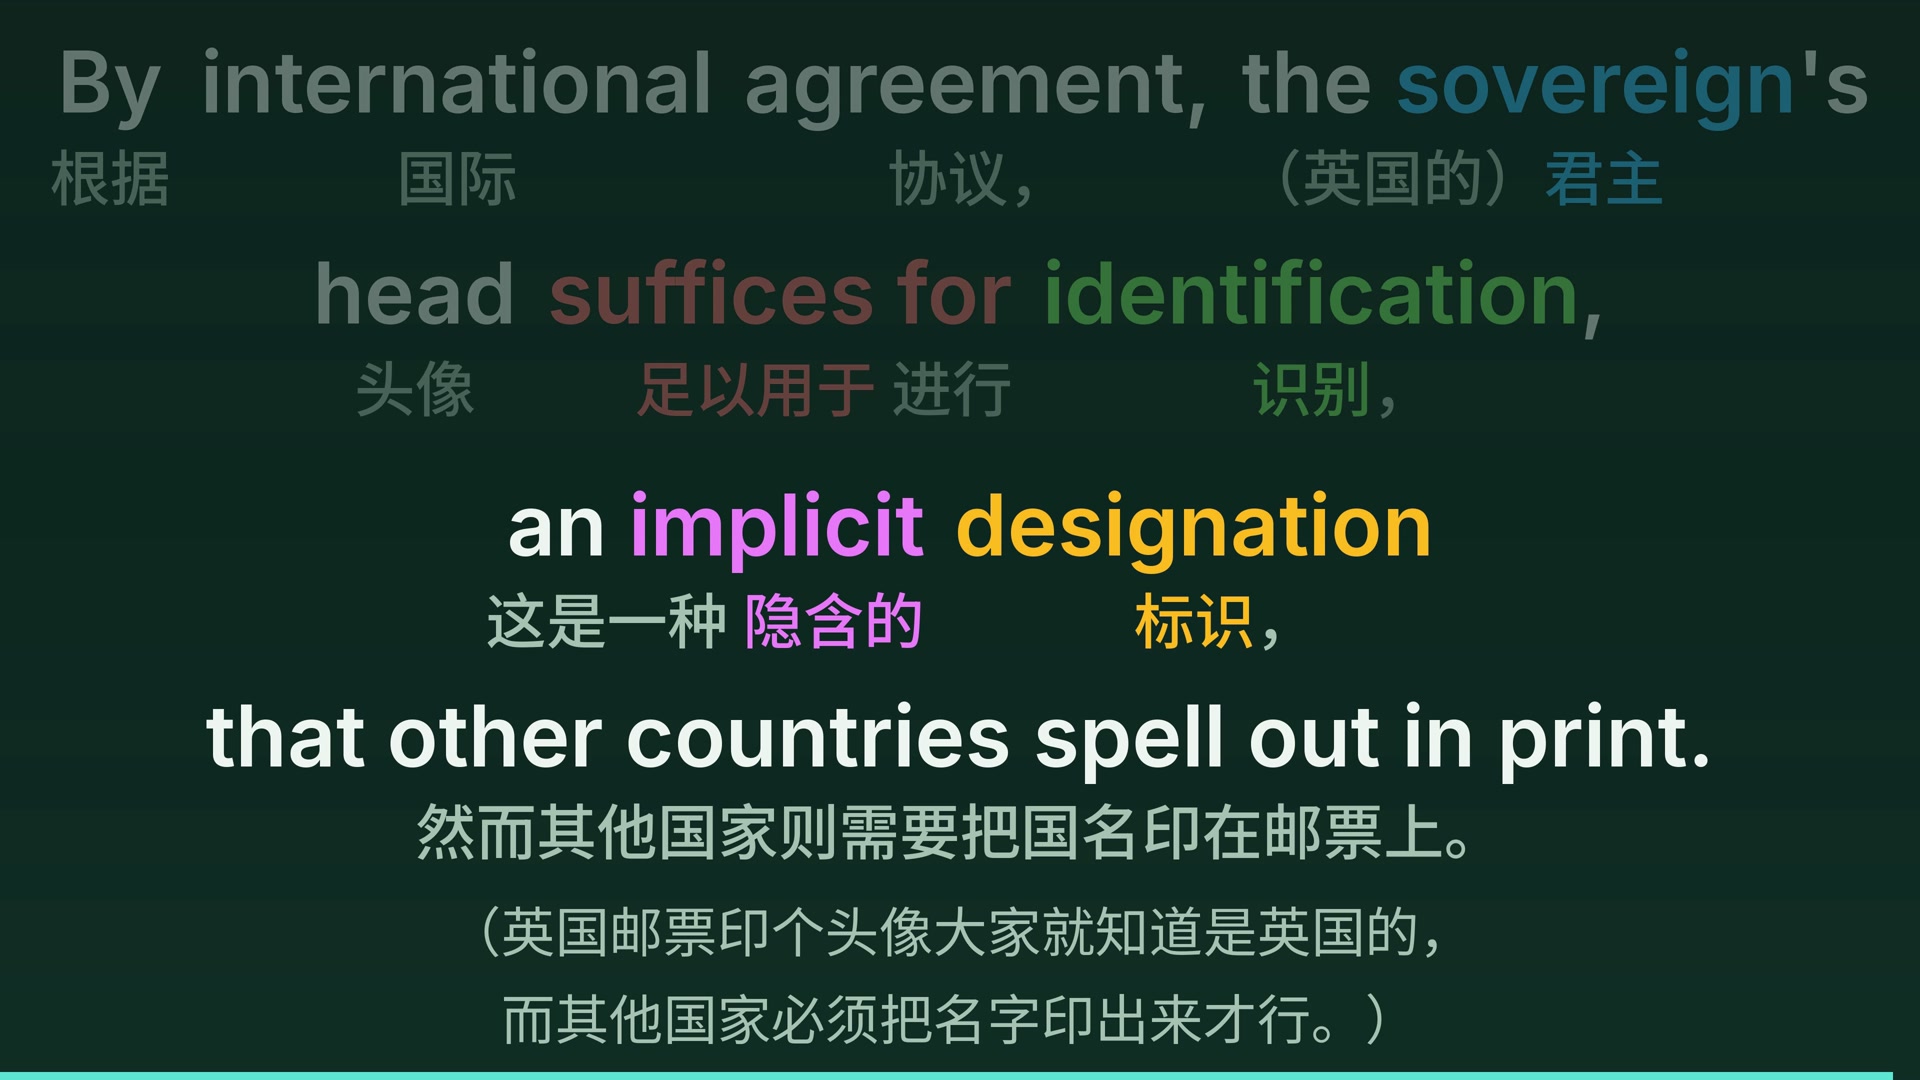 By international agreement, the sovereign's
根据 国际 协议， （英国的）君主
head suffices for identification,
头像 足以用于 进行 识别，
an implicit designation
这是一种 隐含的 标识，
that other countries spell out in print.
然而其他国家则需要把国名印在邮票上。
（英国邮票印个头像大家就知道是英国的，
而其他国家必须把名字印出来才行。）